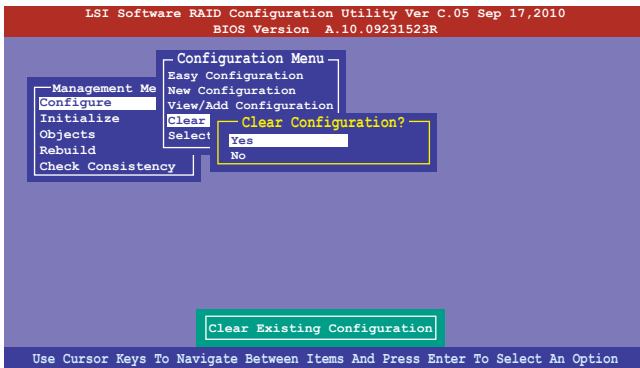 LSI Software RAID Configuration Utility Ver C.05 Sep 17,2010
BIOS Version A.10.09231523R
Configuration Menu
Easy Configuration
New Configuration
View/Add Configuration
Clear
Select
Management Me
Configure
Initialize
Objects
Rebuild
Check Consistency
Clear Configuration?
Yes
No
Clear Existing Configuration
Use Cursor Keys To Navigate Between Items And Press Enter To Select An Option